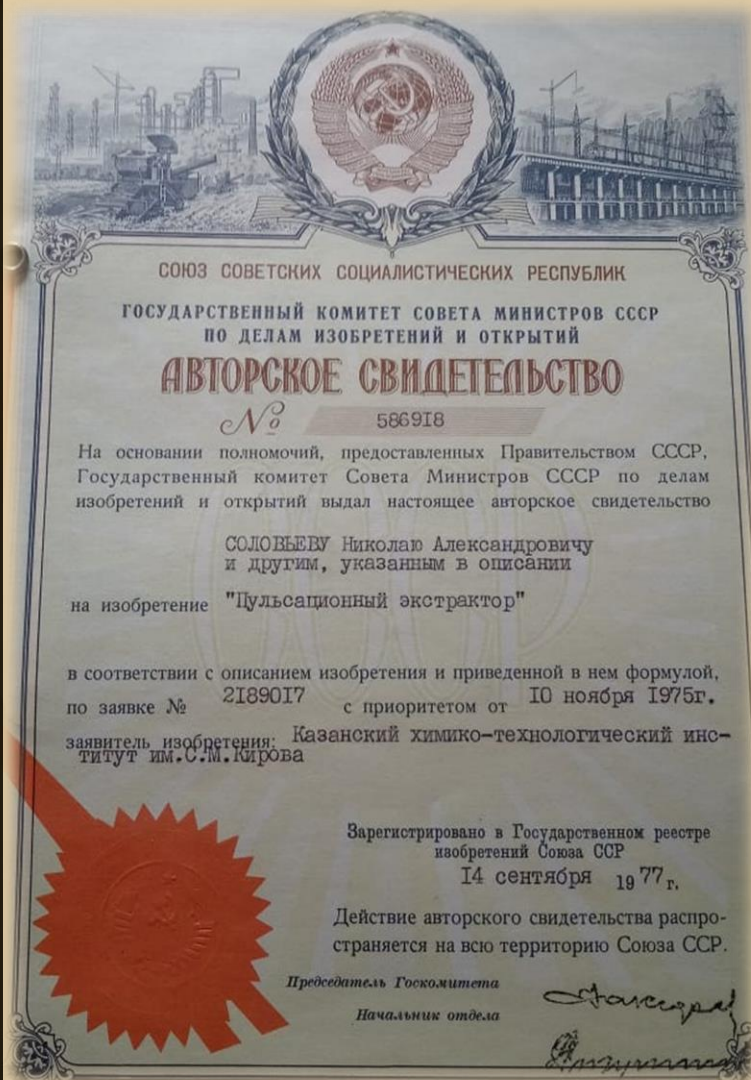 СОЮЗ СОВЕТСКИХ СОЦИАЛИСТИЧЕСКИХ РЕСПУБЛИК
ГОСУДАРСТВЕННЫЙ КОМИТЕТ СОВЕТА МИНИСТРОВ СССР
ПО ДЕЛАМ ИЗОБРЕТЕНИЙ И ОТКРЫТИЙ
АВТОРСКОЕ СВИДЕТЕЛЬСТВО
№ 586918
На основании полномочий, предоставленных Правительством СССР,
Государственный комитет Совета Министров СССР по делам
изобретений и открытий выдал настоящее авторское свидетельство
СОЛОВЬЕВУ Николаю Александровичу
и другим, указанным в описании
на изобретение "Пульсационный экстрактор"
в соответствии с описанием изобретения и приведенной в нем формулой,
по заявке № 2189017 с приоритетом от 10 ноября 1975г.
заявитель изобретения: Казанский химико-технологический инс-
титут им.С.М.Кирова
Зарегистрировано в Государственном реестре
изобретений Союза ССР
14 сентября 1977 г.
Действие авторского свидетельства распро-
страняется на всю территорию Союза ССР.
Председатель Госкомитета
Начальник отдела